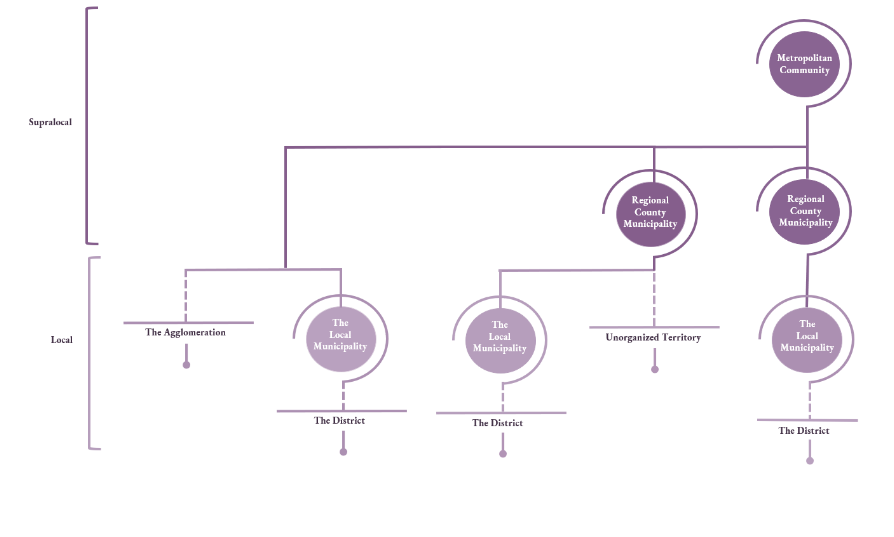 Metropolitan
Community
Supralocal
Regional
County
Municipality
Regional
County
Municipality
Local
The Agglomeration
The
Local
Municipality
The
Local
Municipality
Unorganized Territory
The
Local
Municipality
The District
The District
The District